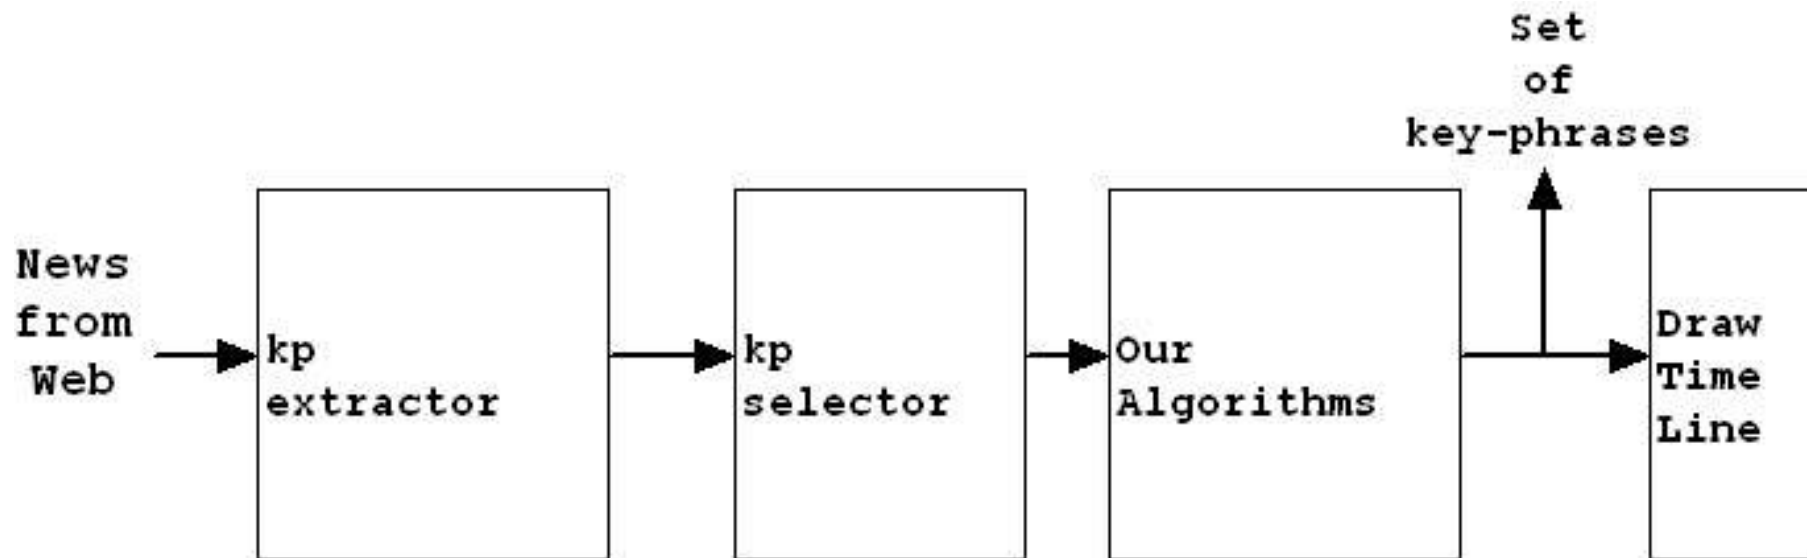 News
from
Web
kp
extractor
kp
selector
Our
Algorithms
Set
of
key-phrases
Draw
Time
Line